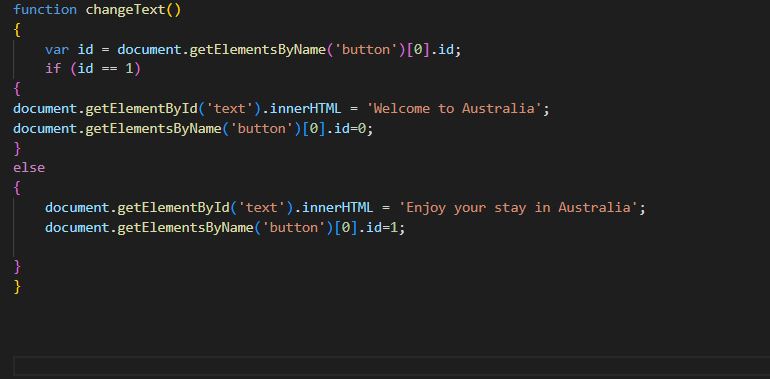 function changeText()
{
    var id = document.getElementsByName('button')[0].id;
    if (id == 1)
{
document.getElementById('text').innerHTML = 'Welcome to Australia';
document.getElementsByName('button')[0].id=0;
}
else
{
    document.getElementById('text').innerHTML = 'Enjoy your stay in Australia';
    document.getElementsByName('button')[0].id=1;
}
}